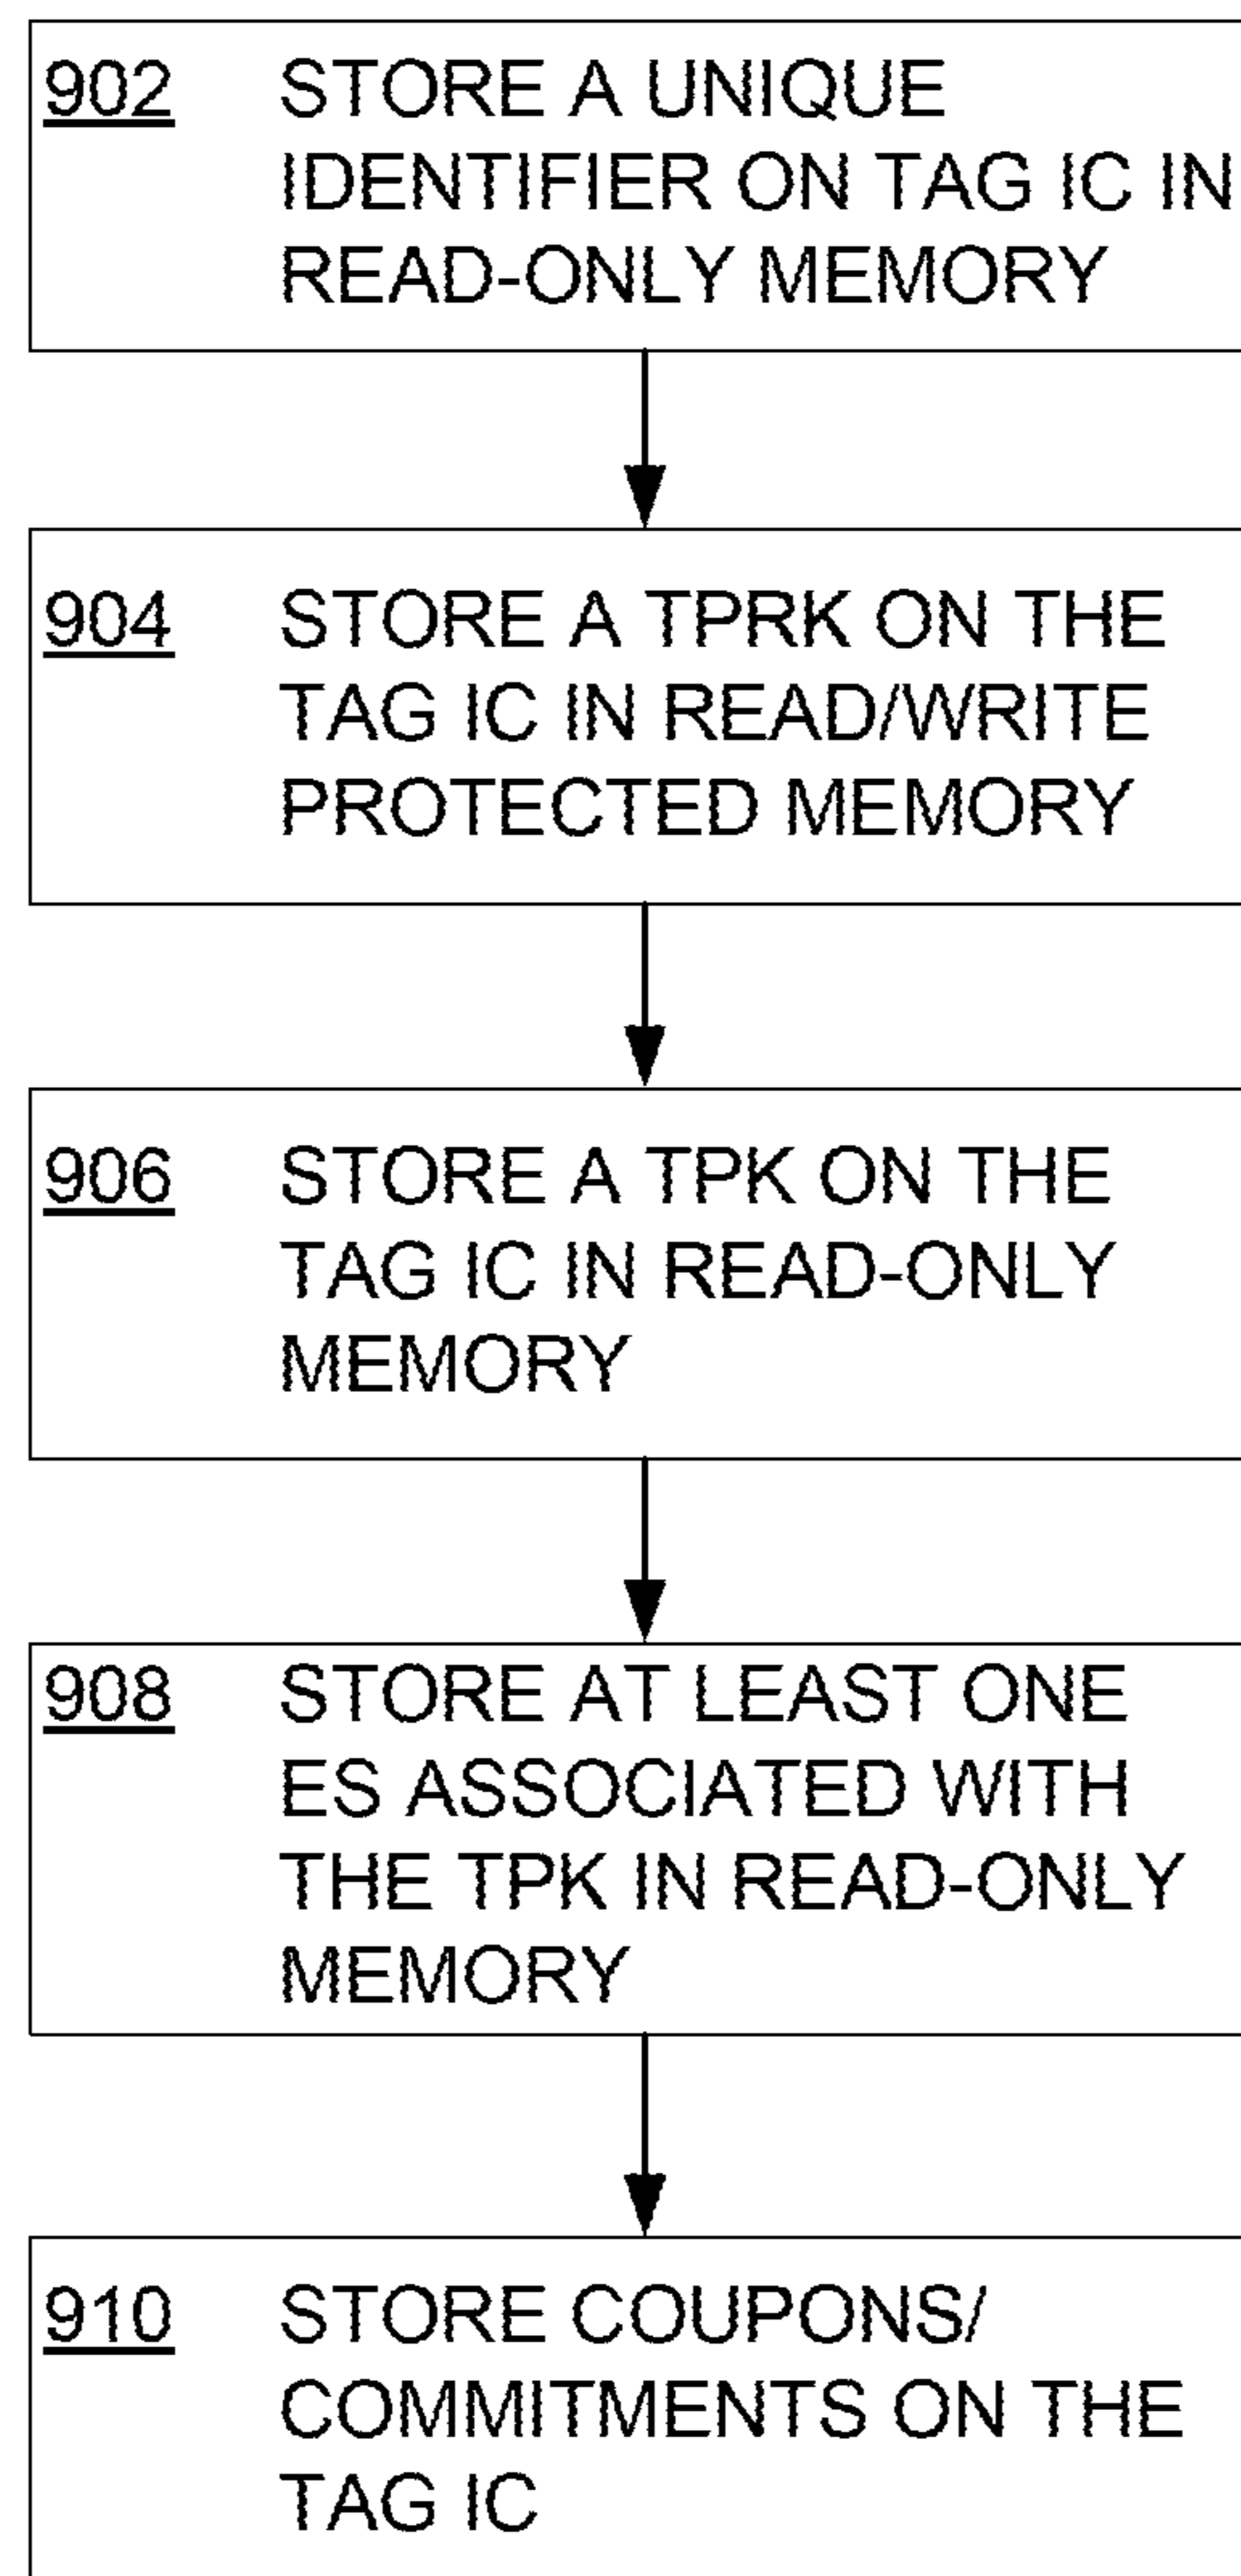 902 STORE A UNIQUE
IDENTIFIER ON TAG IC IN
READ-ONLY MEMORY
904 STORE A TPRK ON THE
TAG IC IN READ/WRITE
PROTECTED MEMORY
906 STORE A TPK ON THE
TAG IC IN READ-ONLY
MEMORY
908 STORE AT LEAST ONE
ES ASSOCIATED WITH
THE TPK IN READ-ONLY
MEMORY
910 STORE COUPONS/
COMMITMENTS ON THE
TAG IC